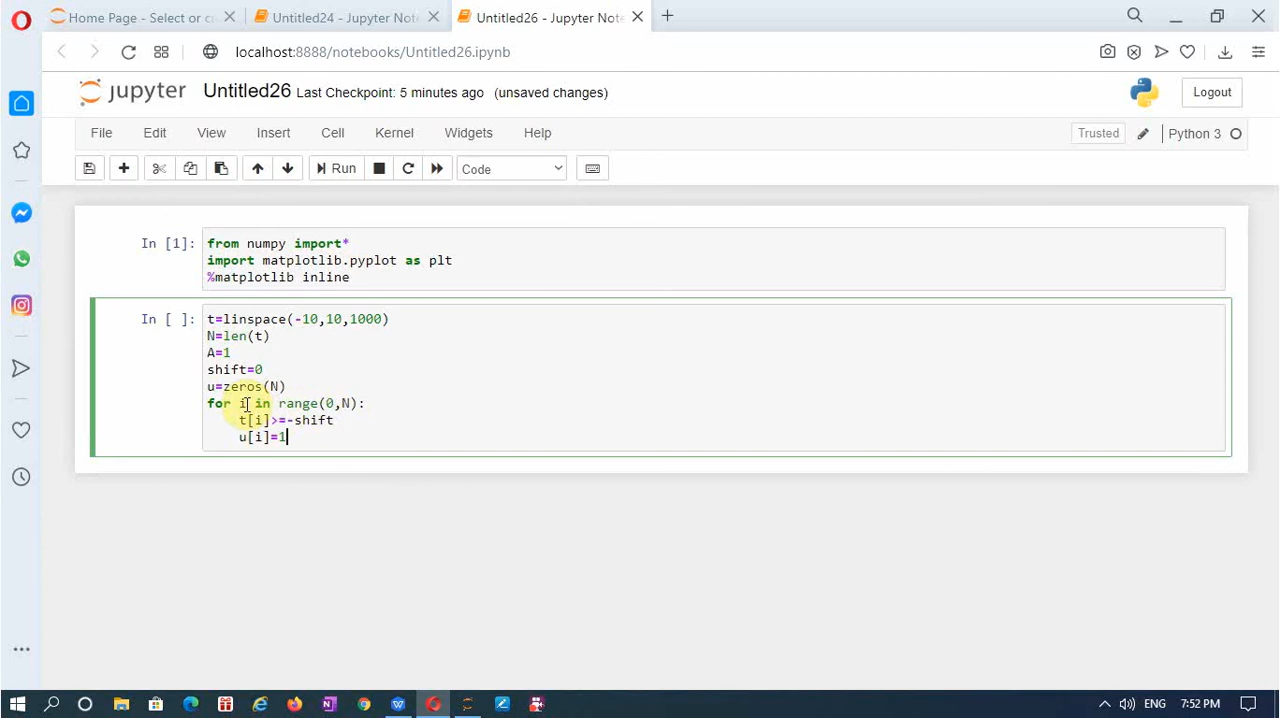 Home Page - Select or c
Untitled24 - Jupyter Not
Untitled26 - Jupyter Not
localhost:8888/notebooks/Untitled26.ipynb
jupyter Untitled26 Last Checkpoint: 5 minutes ago (unsaved changes)
Logout
File Edit View Insert Cell Kernel Widgets Help
Trusted
Python 3
Run
Code
In [1]:
from numpy import*
import matplotlib.pyplot as plt
%matplotlib inline
In [ ]:
t=linspace(-10,10,1000)
N=len(t)
A=1
shift=0
u=zeros(N)
for i in range(0,N):
t[i]>=-shift
u[i]=1
ENG
7:52 PM